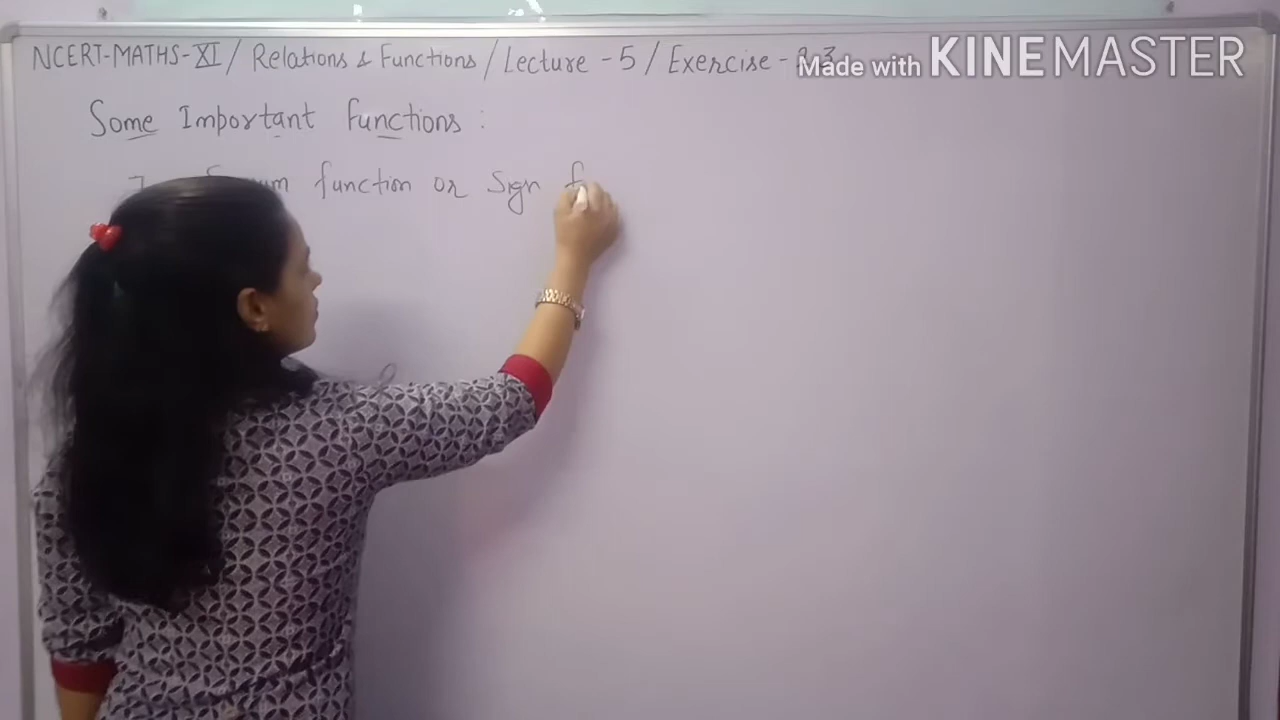 NCERT-MATHS-XI / Relations & Functions / Lecture - 5 / Exercise -
Made with KINEMASTER
Some Important Functions :
function or Sign f